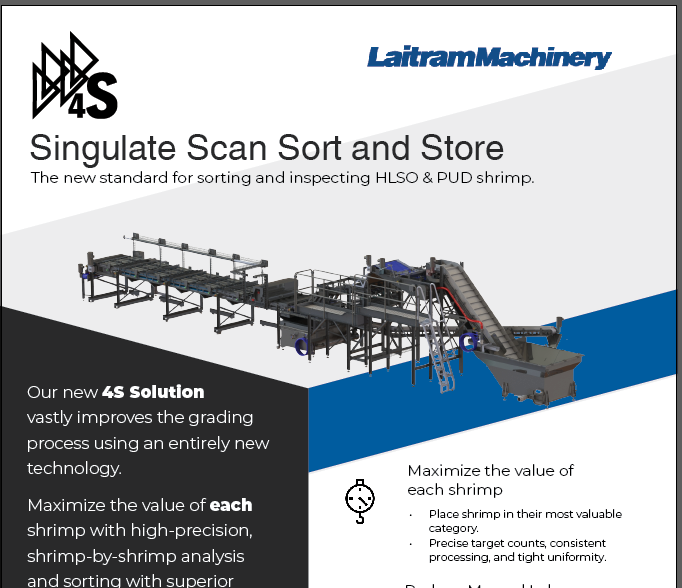 4S
LaitramMachinery
Singulate Scan Sort and Store
The new standard for sorting and inspecting HLSO & PUD shrimp.
Our new 4S Solution
vastly improves the grading
process using an entirely new
technology.
Maximize the value of each
shrimp with high-precision,
shrimp-by-shrimp analysis
and sorting with superior
Maximize the value of
each shrimp
· Place shrimp in their most valuable
category.
· Precise target counts, consistent
processing, and tight uniformity.